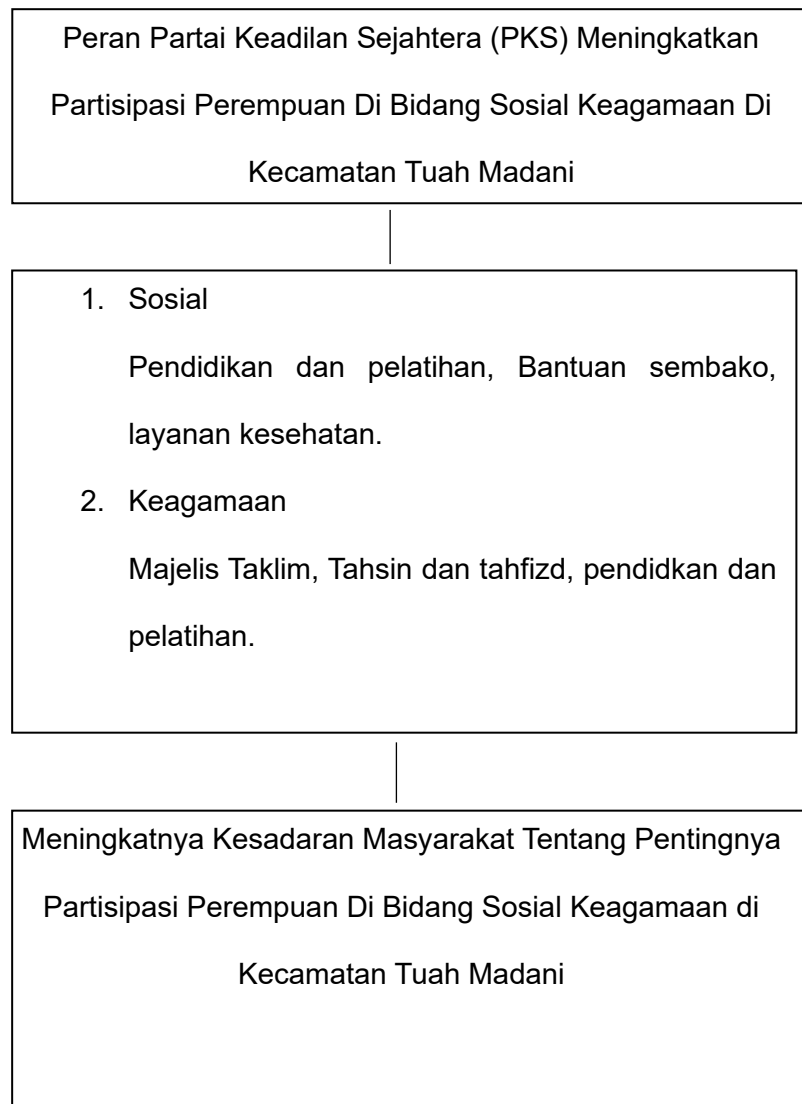 Peran Partai Keadilan Sejahtera (PKS) Meningkatkan
Partisipasi Perempuan Di Bidang Sosial Keagamaan Di
Kecamatan Tuah Madani
1. Sosial
Pendidikan dan pelatihan, Bantuan sembako,
layanan kesehatan.
2. Keagamaan
Majelis Taklim, Tahsin dan tahfizd, pendidkan dan
pelatihan.
Meningkatnya Kesadaran Masyarakat Tentang Pentingnya
Partisipasi Perempuan Di Bidang Sosial Keagamaan di
Kecamatan Tuah Madani